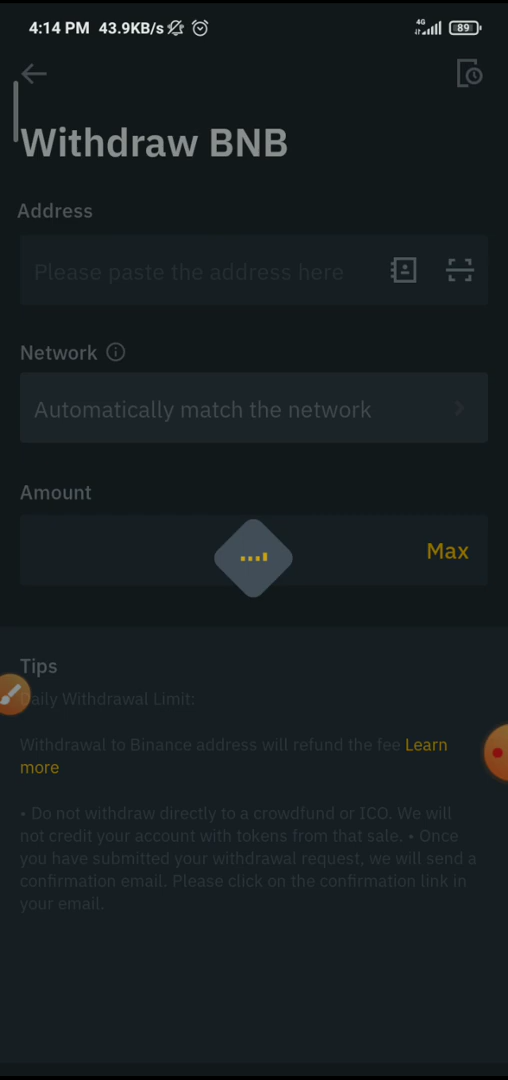 4:14 PM 43.9KB/s
4G
89
Withdraw BNB
Address
Please paste the address here
Network
Automatically match the network
Amount
Max
Tips
Daily Withdrawal Limit:
Withdrawal to Binance address will refund the fee Learn
more
• Do not withdraw directly to a crowdfund or ICO. We will
not credit your account with tokens from that sale. • Once
you have submitted your withdrawal request, we will send a
confirmation email. Please click on the confirmation link in
your email.